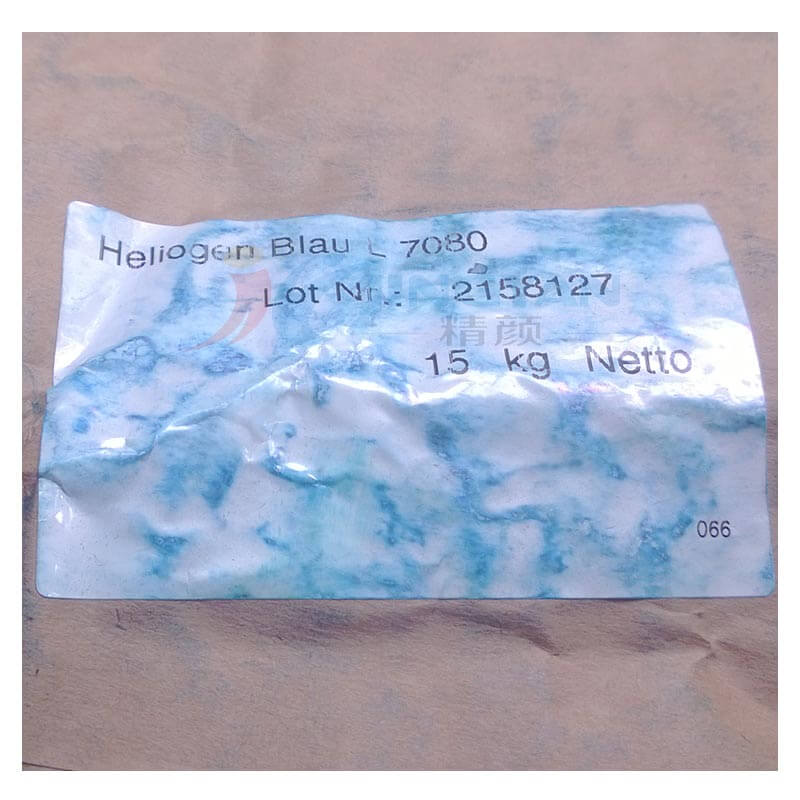 Heliogen Blau L 7080
Lot Nr.: 2158127
精颜
15 kg Netto
066